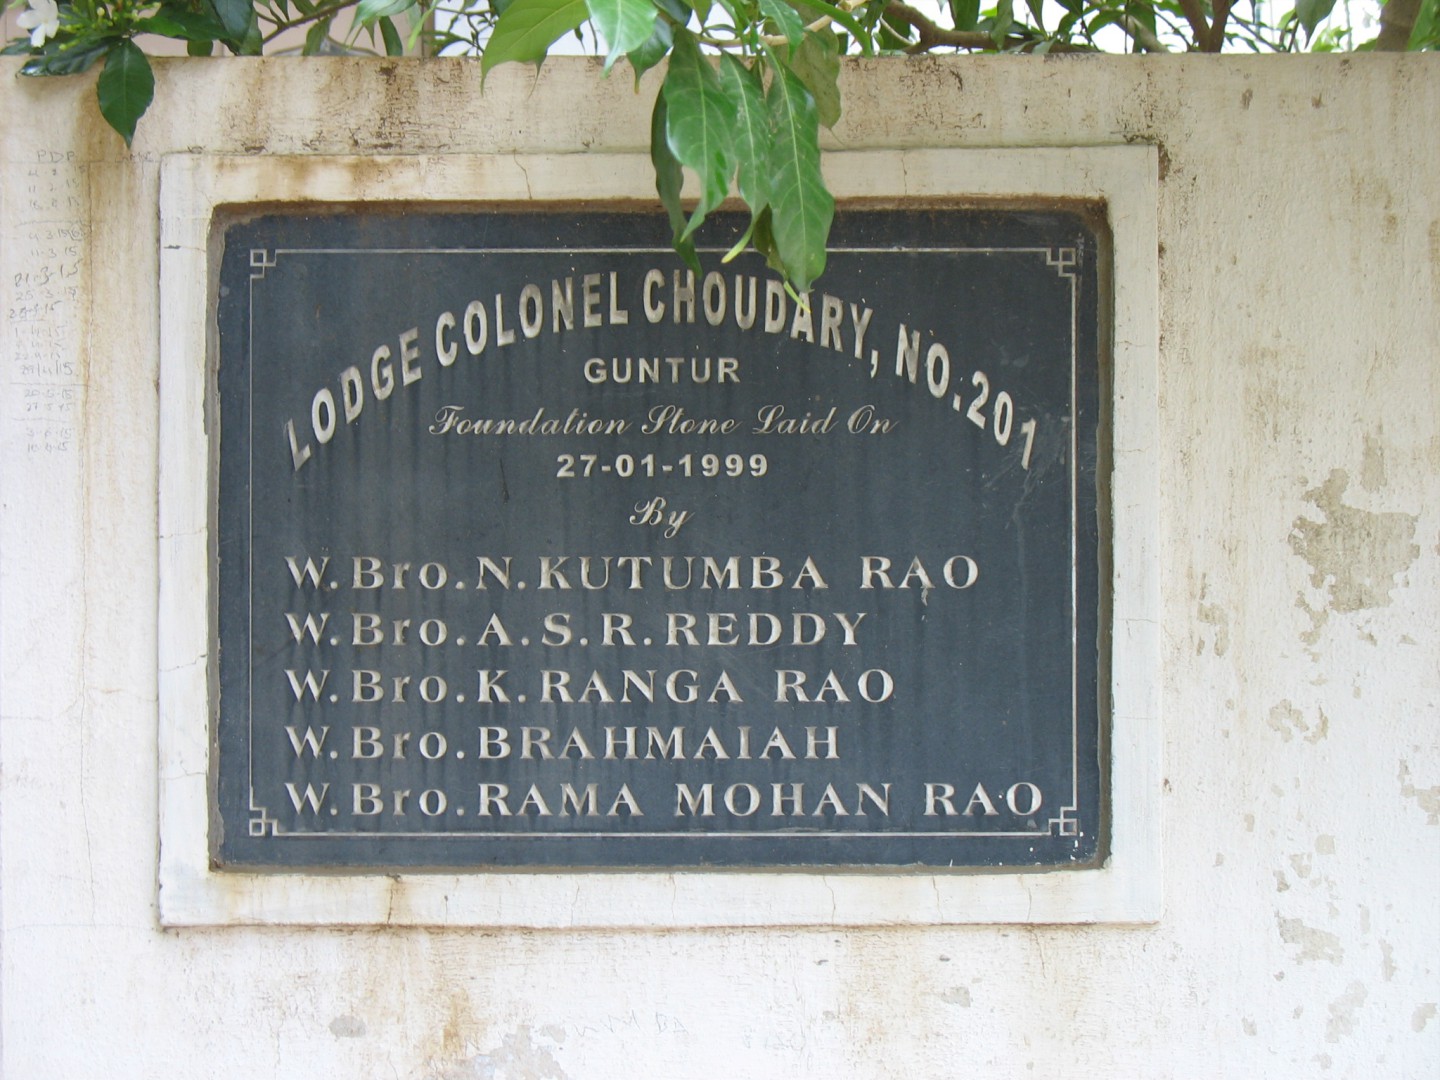 LODGE COLONEL CHOUDARY, NO.201
GUNTUR
Foundation Stone Laid On
27-01-1999
By
W.Bro.N.KUTUMBA RAO
W.Bro.A.S.R.REDDY
W.Bro.K.RANGA RAO
W.Bro.BRAHMAIAH
W.Bro.RAMA MOHAN RAO